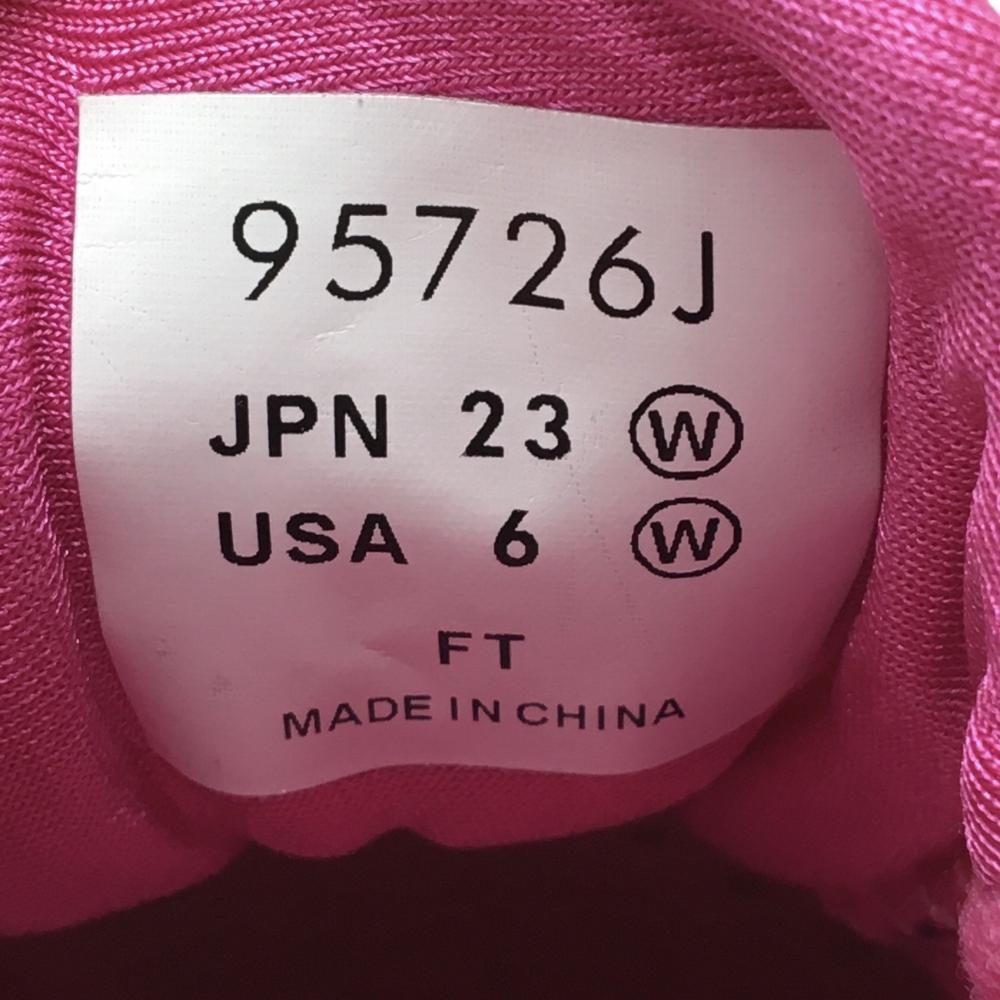 95726J
JPN 23 Ⓦ
USA 6 Ⓦ
FT
MADE IN CHINA